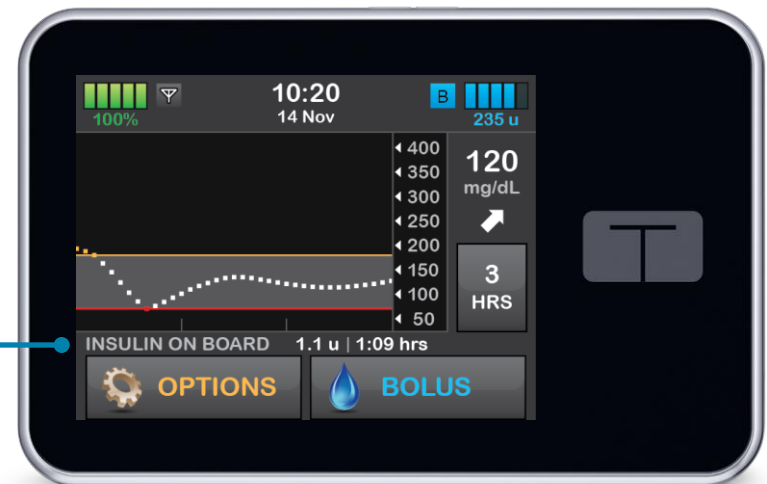 10:20
14 Nov
100%
B
235 u
400
350
300
250
200
150
100
50
120
mg/dL
3
HRS
INSULIN ON BOARD 1.1 u | 1:09 hrs
OPTIONS
BOLUS